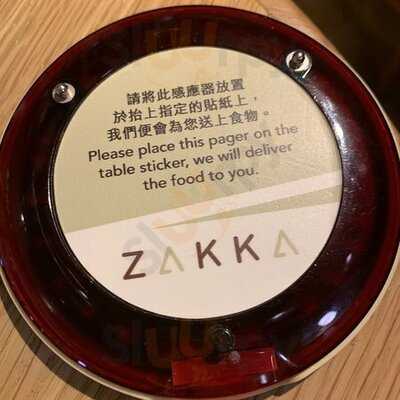 請將此感應器放置
於抬上指定的貼紙上，
我們便會為您送上食物。
Please place this pager on the
table sticker, we will deliver
the food to you.
ZAKKA